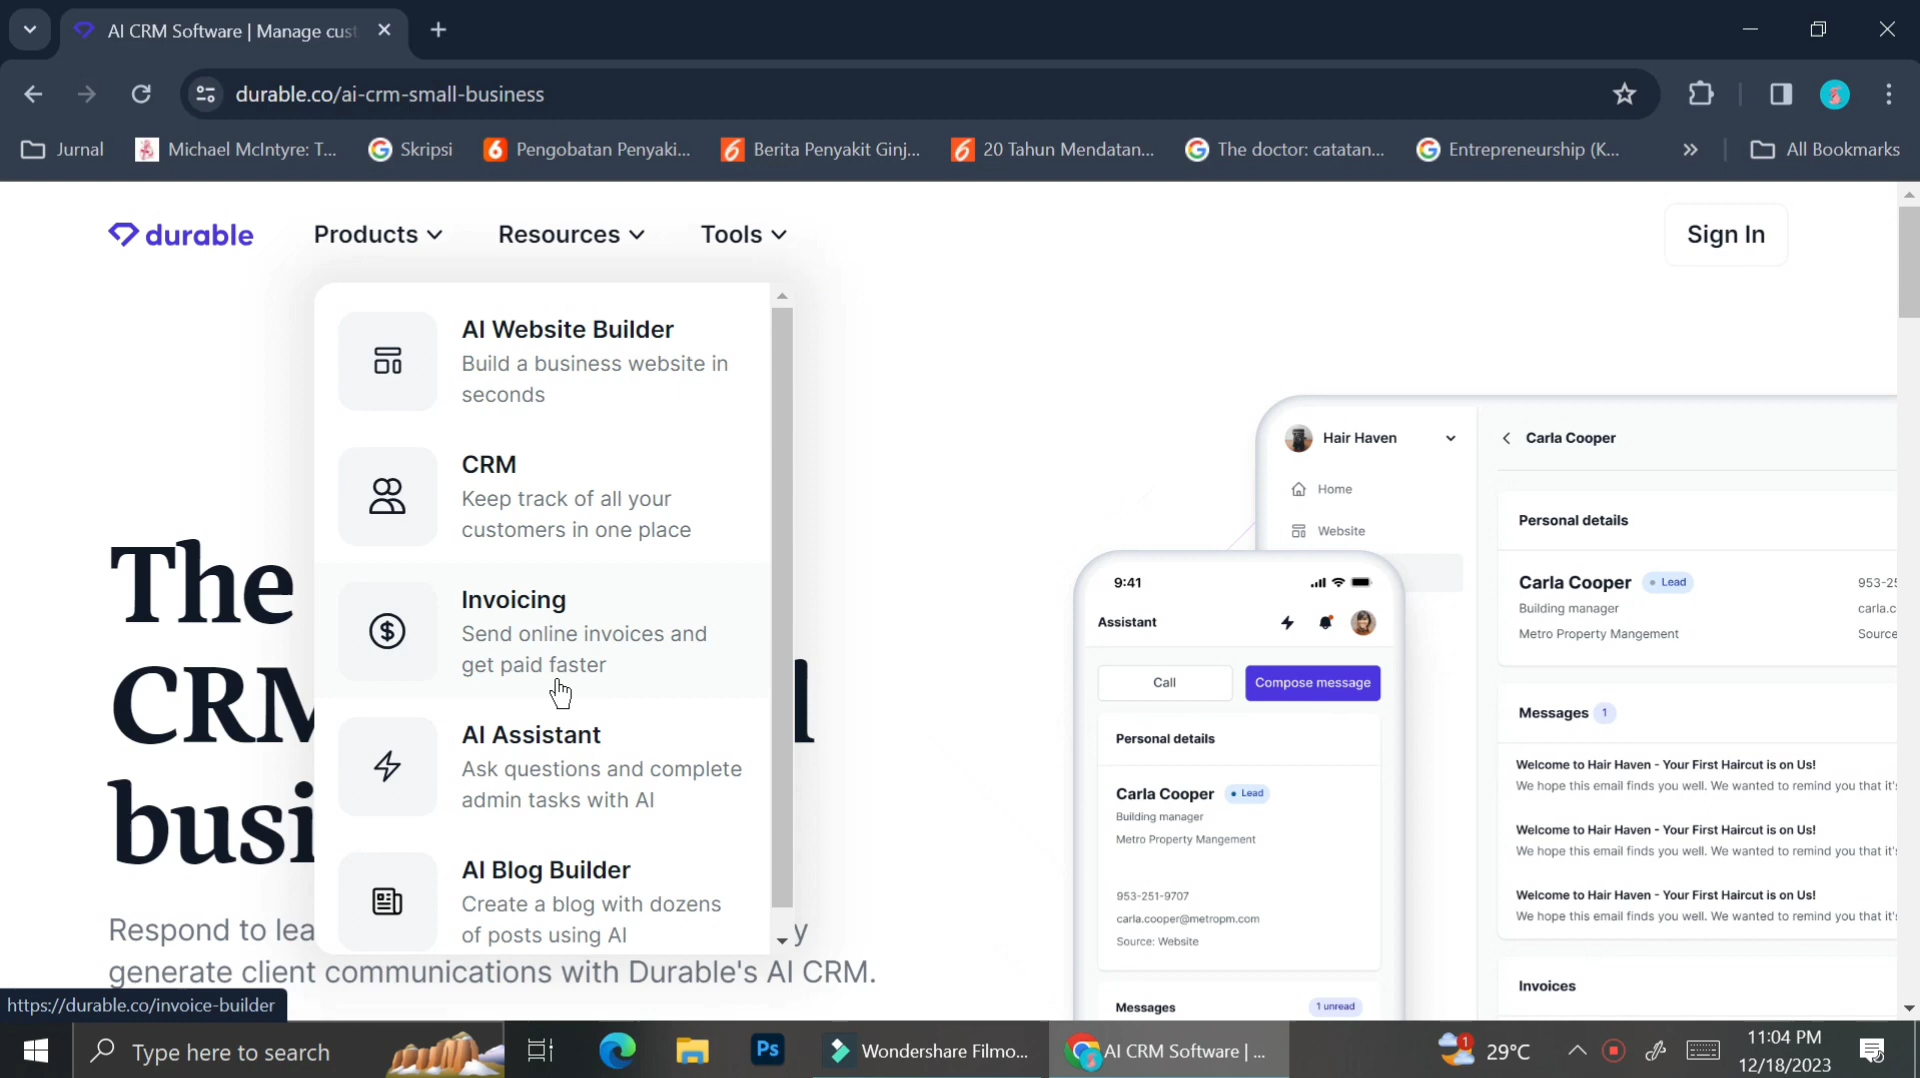 AI CRM Software | Manage cust
durable.co/ai-crm-small-business
Jurnal
Michael McIntyre: T...
Skripsi
Pengobatan Penyaki...
Berita Penyakit Ginj...
20 Tahun Mendatan...
The doctor: catatan...
Entrepreneurship (K...
»
All Bookmarks
durable
Products
Resources
Tools
Sign In
AI Website Builder
Build a business website in
seconds
CRM
Keep track of all your
customers in one place
Invoicing
Send online invoices and
get paid faster
AI Assistant
Ask questions and complete
admin tasks with AI
AI Blog Builder
Create a blog with dozens
of posts using AI
The
CRM
l
busi
Respond to lea
y
generate client communications with Durable's AI CRM.
Hair Haven
Home
Website
Carla Cooper
Personal details
Carla Cooper Lead
953-25
Building manager
carla.c
Metro Property Mangement
Source
Messages 1
Welcome to Hair Haven - Your First Haircut is on Us!
We hope this email finds you well. We wanted to remind you that it's
Welcome to Hair Haven - Your First Haircut is on Us!
We hope this email finds you well. We wanted to remind you that it's
Welcome to Hair Haven - Your First Haircut is on Us!
We hope this email finds you well. We wanted to remind you that it's
Invoices
9:41
Assistant
Call
Compose message
Personal details
Carla Cooper Lead
Building manager
Metro Property Mangement
953-251-9707
carla.cooper@metropm.com
Source: Website
Messages
1 unread
https://durable.co/invoice-builder
Type here to search
Ps
Wondershare Filmo...
AI CRM Software | ...
1
29°C
11:04 PM
12/18/2023